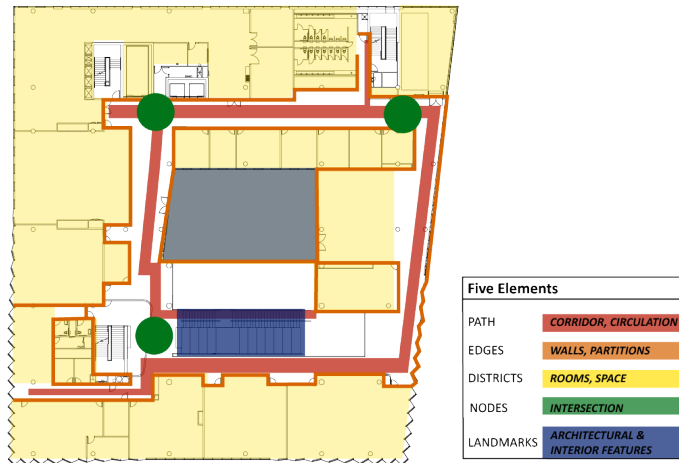 Five Elements
PATH CORRIDOR, CIRCULATION
EDGES WALLS, PARTITIONS
DISTRICTS ROOMS, SPACE
NODES INTERSECTION
LANDMARKS ARCHITECTURAL &
INTERIOR FEATURES